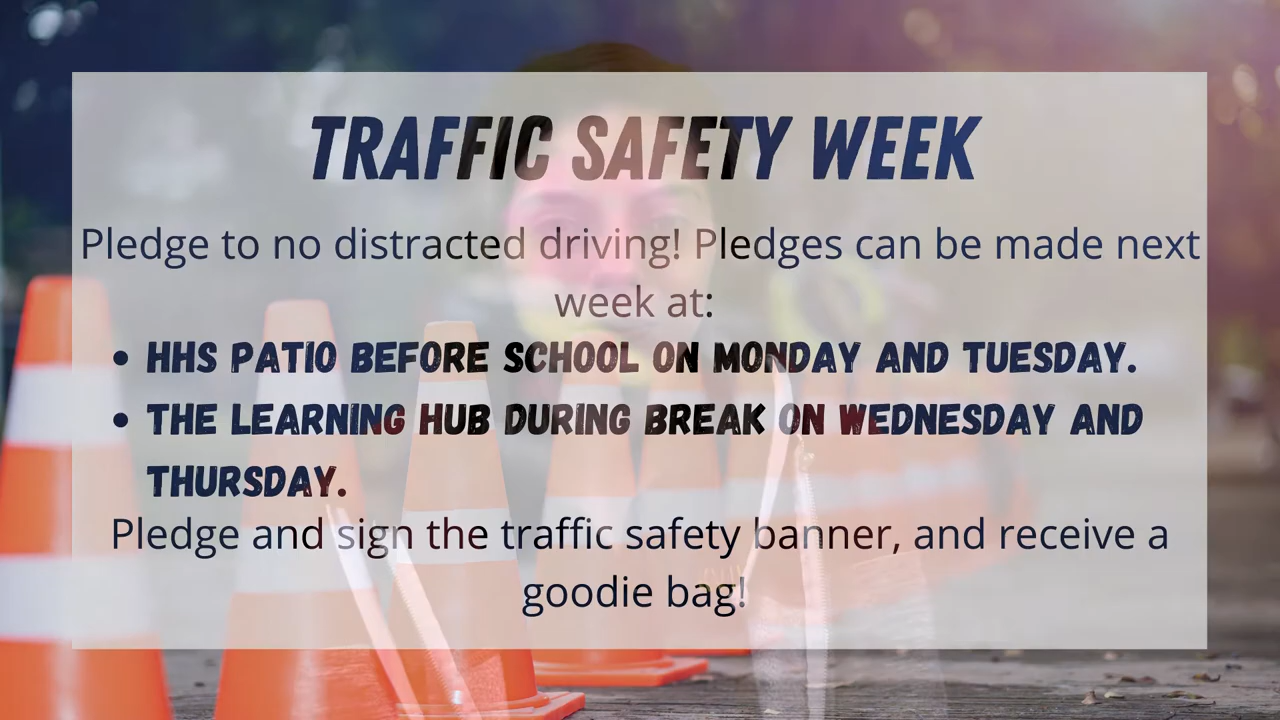 TRAFFIC SAFETY WEEK
Pledge to no distracted driving! Pledges can be made next
week at:
• HHS PATIO BEFORE SCHOOL ON MONDAY AND TUESDAY.
• THE LEARNING HUB DURING BREAK ON WEDNESDAY AND
THURSDAY.
Pledge and sign the traffic safety banner, and receive a
goodie bag!